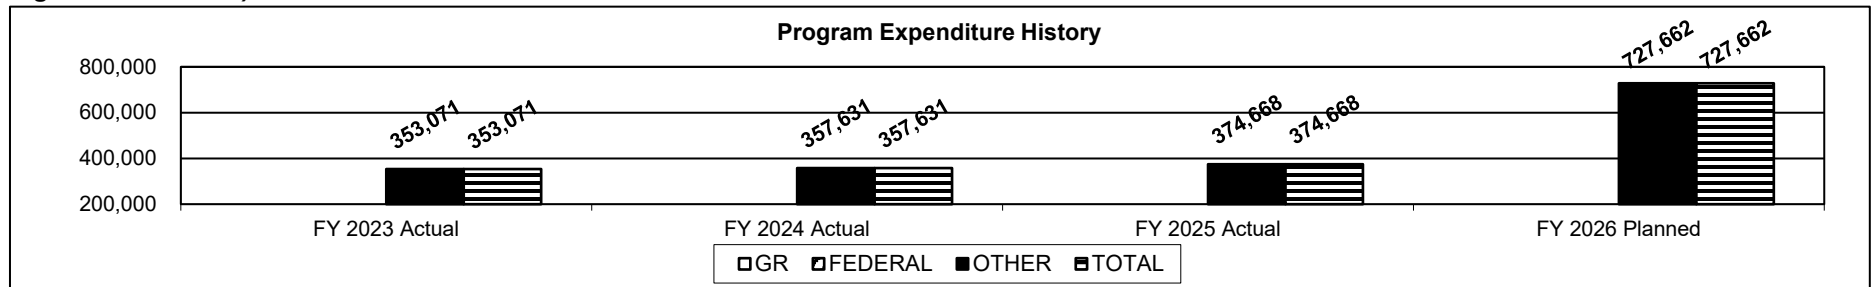 Program Expenditure History
800,000
600,000
400,000
200,000
353,071 353,071
357,631 357,631
374,668 374,668
727,662 727,662
FY 2023 Actual FY 2024 Actual FY 2025 Actual FY 2026 Planned
GR FEDERAL OTHER TOTAL